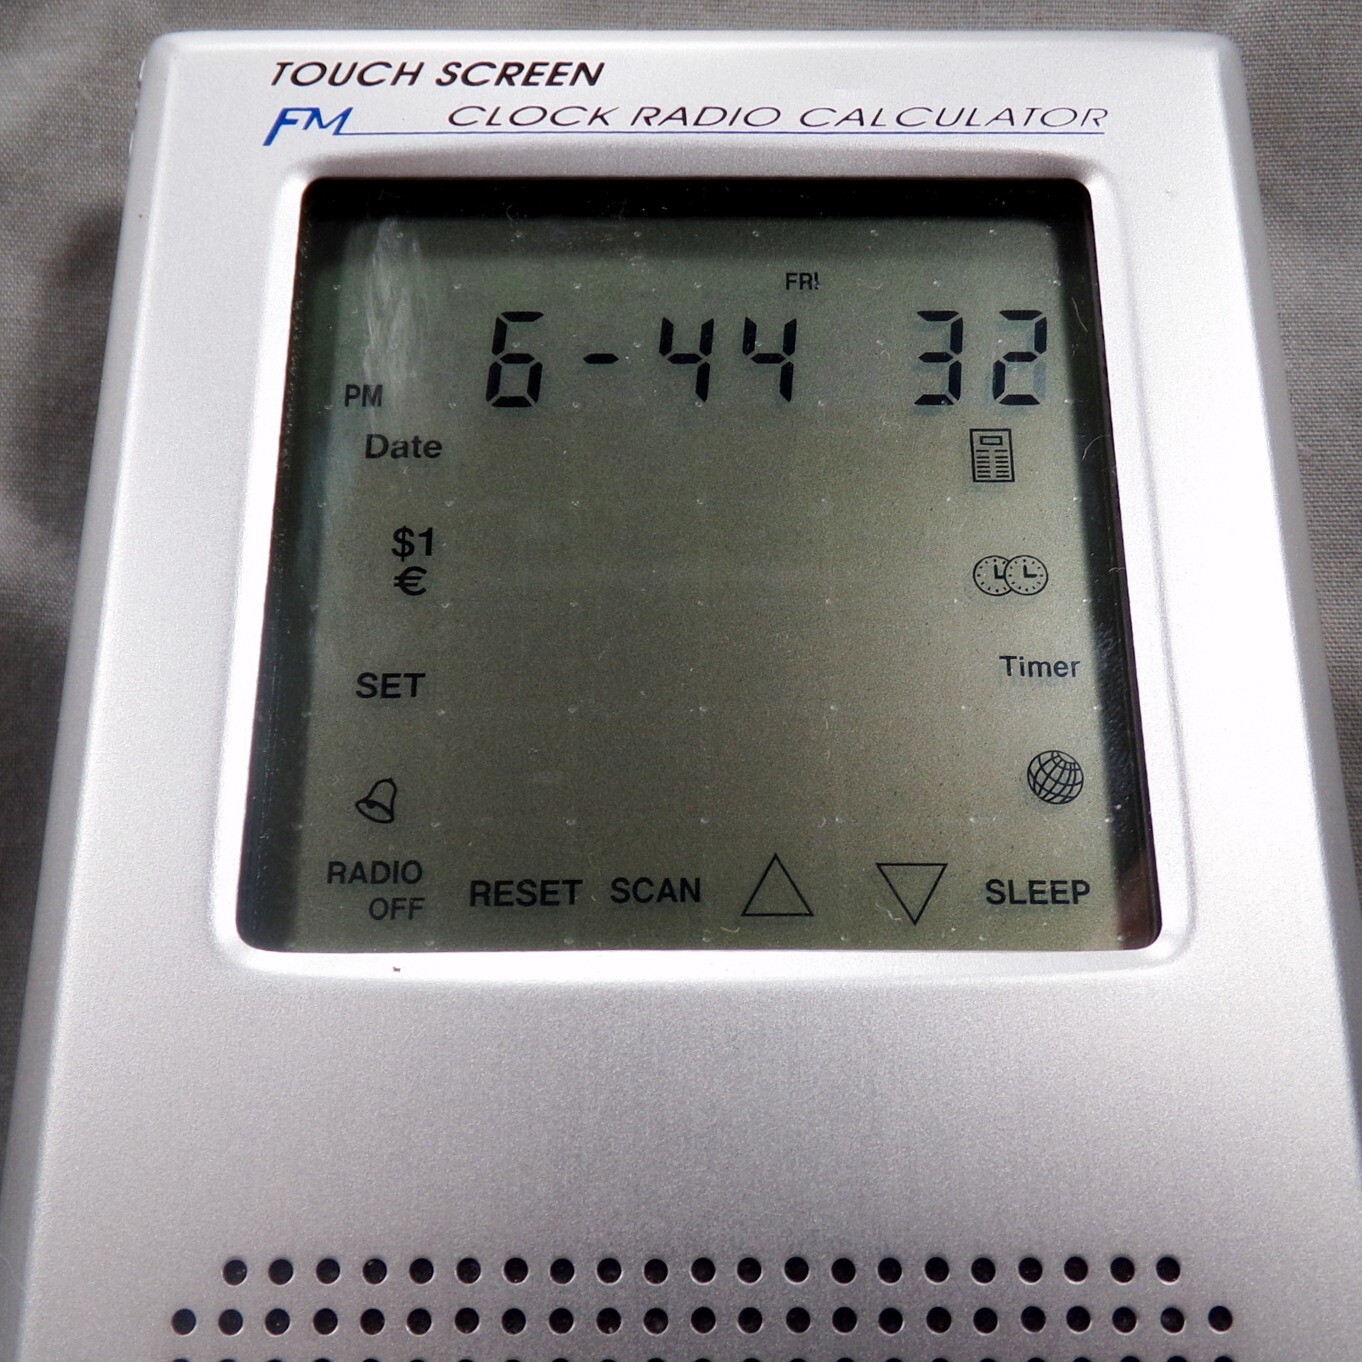 TOUCH SCREEN
FM CLOCK RADIO CALCULATOR
FRI
PM 6-44 32
Date
$1
€
SET
Timer
RADIO OFF
RESET SCAN SLEEP